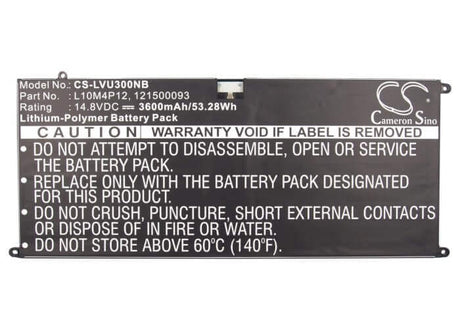 Model No.: CS-LVU300NB
Part No. : L10M4P12, 121500093
Rating : 14.8VDC ⎓ 3600mAh/53.28Wh
Lithium-Polymer Battery Pack
CS
Cameron Sino
CAUTION WARRANTY VOID IF LABEL IS REMOVED
• DO NOT ATTEMPT TO DISASSEMBLE, OPEN OR SERVICE
THE BATTERY PACK.
• REPLACE WITH THE BATTERY PACK DESIGNATED
FOR THIS EQUIPMENT.
• DO NOT CRUSH, PUNCTURE, SHORT EXTERNAL CONTACTS
OR DISPOSE OF IN FIRE OR WATER.
• DO NOT STORE ABOVE 60°C (140°F).